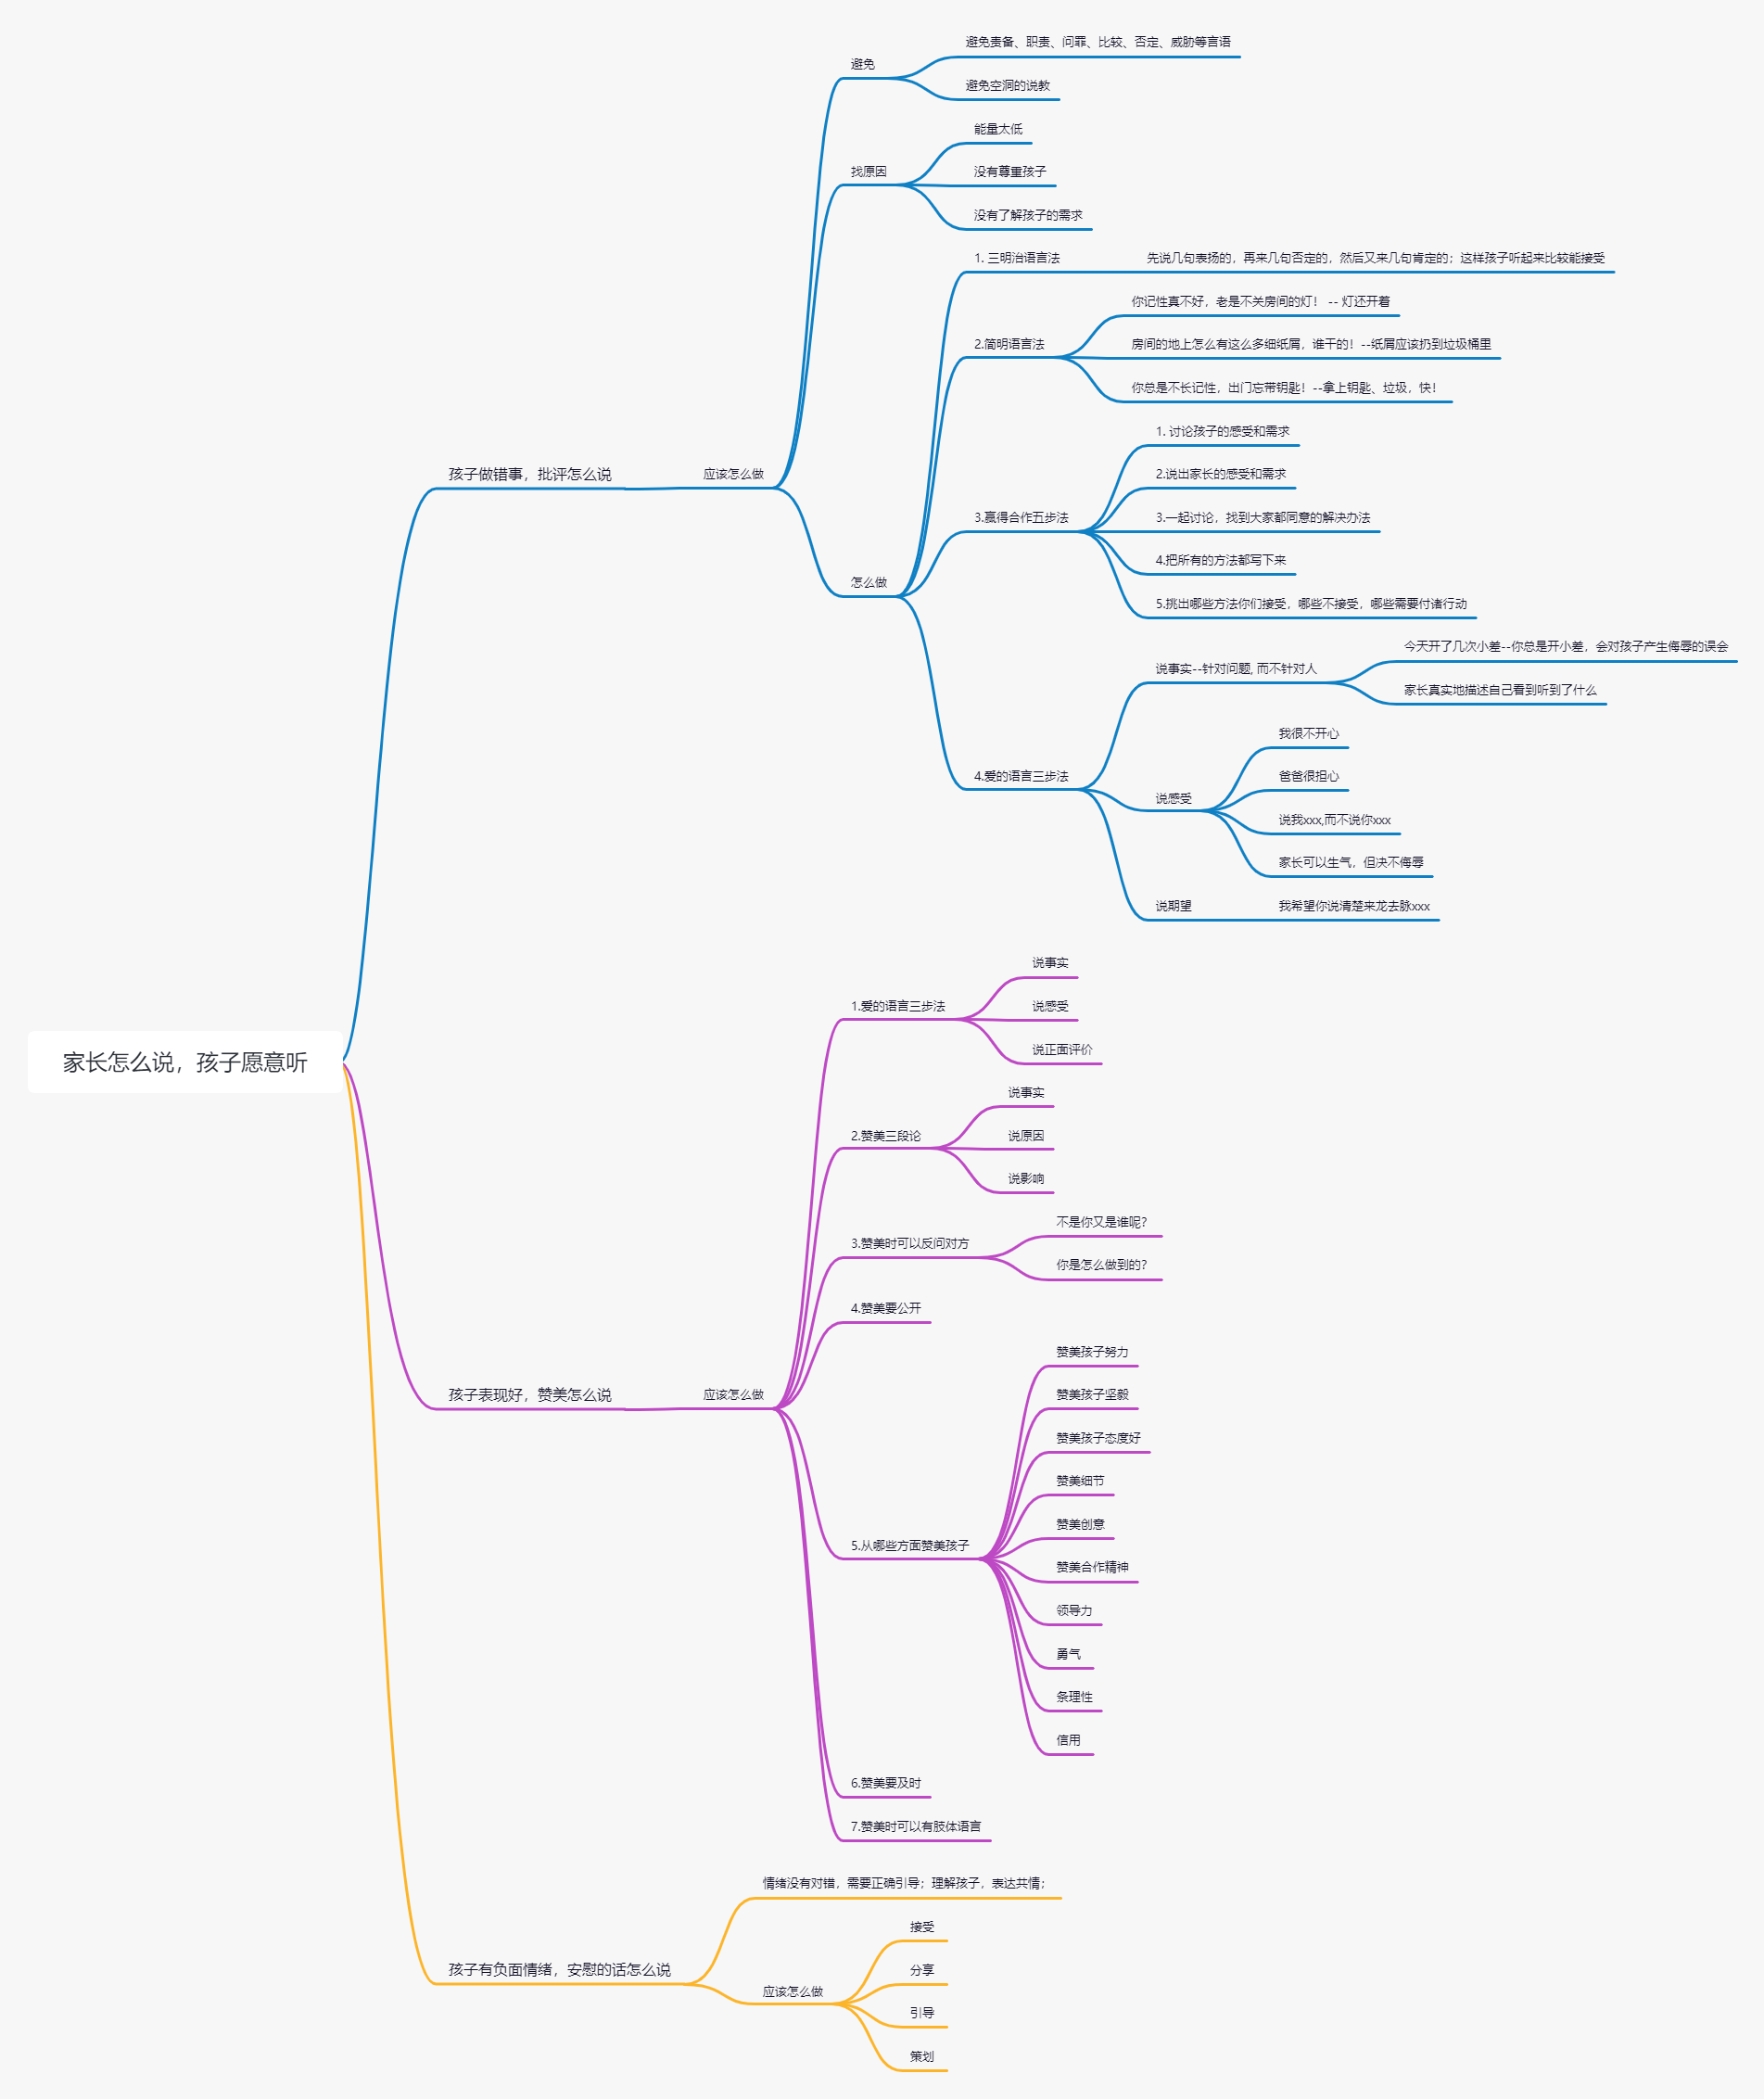 家长怎么说，孩子愿意听
孩子做错事，批评怎么说
应该怎么做
避免
避免责备、职责、问罪、比较、否定、威胁等言语
避免空洞的说教
找原因
能量太低
没有尊重孩子
没有了解孩子的需求
怎么做
1. 三明治语言法
先说几句表扬的，再来几句否定的，然后又来几句肯定的；这样孩子听起来比较能接受
2.简明语言法
你记性真不好，老是不关房间的灯！ -- 灯还开着
房间的地上怎么有这么多细纸屑，谁干的！--纸屑应该扔到垃圾桶里
你总是不长记性，出门忘带钥匙！--拿上钥匙、垃圾，快！
3.赢得合作五步法
1. 讨论孩子的感受和需求
2.说出家长的感受和需求
3.一起讨论，找到大家都同意的解决办法
4.把所有的方法都写下来
5.挑出哪些方法你们接受，哪些不接受，哪些需要付诸行动
4.爱的语言三步法
说事实--针对问题, 而不针对人
今天开了几次小差--你总是开小差，会对孩子产生侮辱的误会
家长真实地描述自己看到听到了什么
说感受
我很不开心
爸爸很担心
说我xxx,而不说你xxx
家长可以生气，但决不侮辱
说期望
我希望你说清楚来龙去脉xxx
孩子表现好，赞美怎么说
应该怎么做
1.爱的语言三步法
说事实
说感受
说正面评价
2.赞美三段论
说事实
说原因
说影响
3.赞美时可以反问对方
不是你又是谁呢？
你是怎么做到的？
4.赞美要公开
5.从哪些方面赞美孩子
赞美孩子努力
赞美孩子坚毅
赞美孩子态度好
赞美细节
赞美创意
赞美合作精神
领导力
勇气
条理性
信用
6.赞美要及时
7.赞美时可以有肢体语言
孩子有负面情绪，安慰的话怎么说
情绪没有对错，需要正确引导；理解孩子，表达共情；
应该怎么做
接受
分享
引导
策划